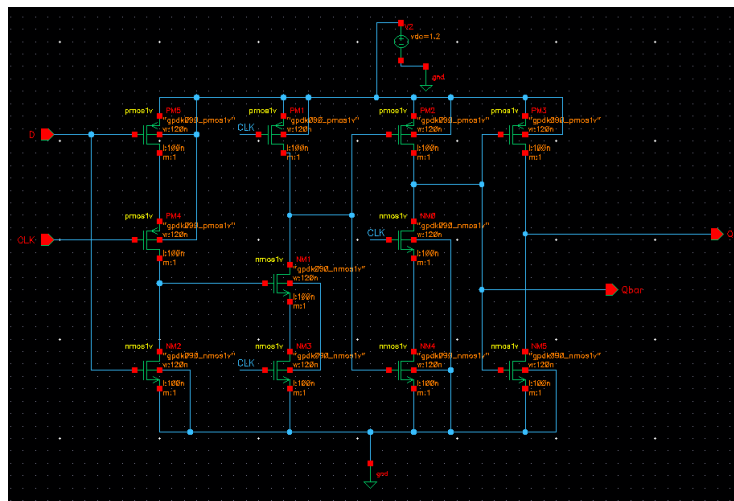 V2
vdc=1.2
gnd
pmos1v PM5
"gpdk090_pmos1v"
w:120n
l:100n
m:1
pmos1v PM1
"gpdk090_pmos1v"
w:120n
l:100n
m:1
pmos1v PM2
"gpdk090_pmos1v"
w:120n
l:100n
m:1
pmos1v PM3
"gpdk090_pmos1v"
w:120n
l:100n
m:1
D
CLK
pmos1v PM4
"gpdk090_pmos1v"
w:120n
l:100n
m:1
nmos1v NM0
"gpdk090_nmos1v"
w:120n
l:100n
m:1
CLK
CLK
Q
nmos1v NM1
"gpdk090_nmos1v"
w:120n
l:100n
m:1
Qbar
nmos1v NM2
"gpdk090_nmos1v"
w:120n
l:100n
m:1
nmos1v NM3
"gpdk090_nmos1v"
w:120n
l:100n
m:1
CLK
nmos1v NM4
"gpdk090_nmos1v"
w:120n
l:100n
m:1
nmos1v NM5
"gpdk090_nmos1v"
w:120n
l:100n
m:1
gnd